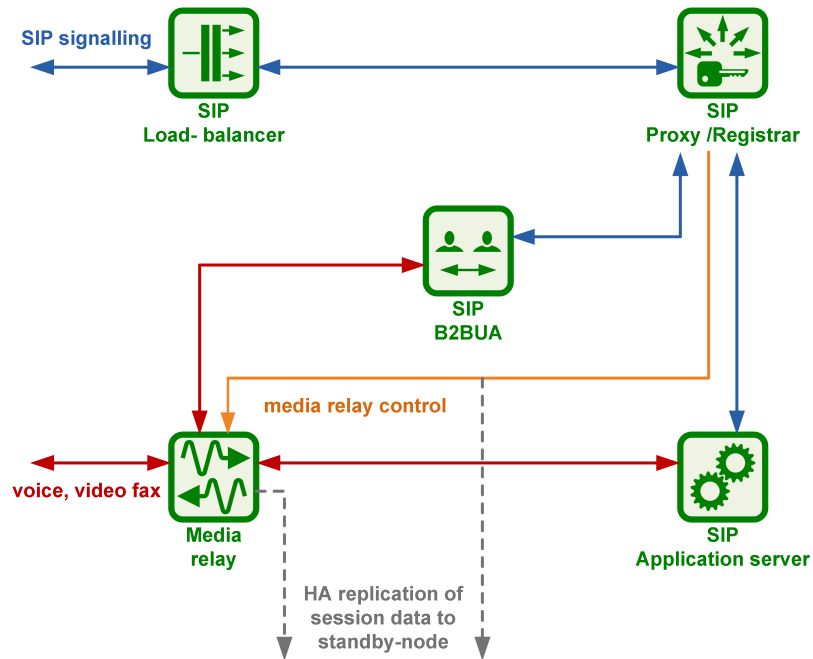 SIP signalling
SIP
Load- balancer
SIP
Proxy /Registrar
SIP
B2BUA
media relay control
voice, video fax
Media
relay
SIP
Application server
HA replication of
session data to
standby-node